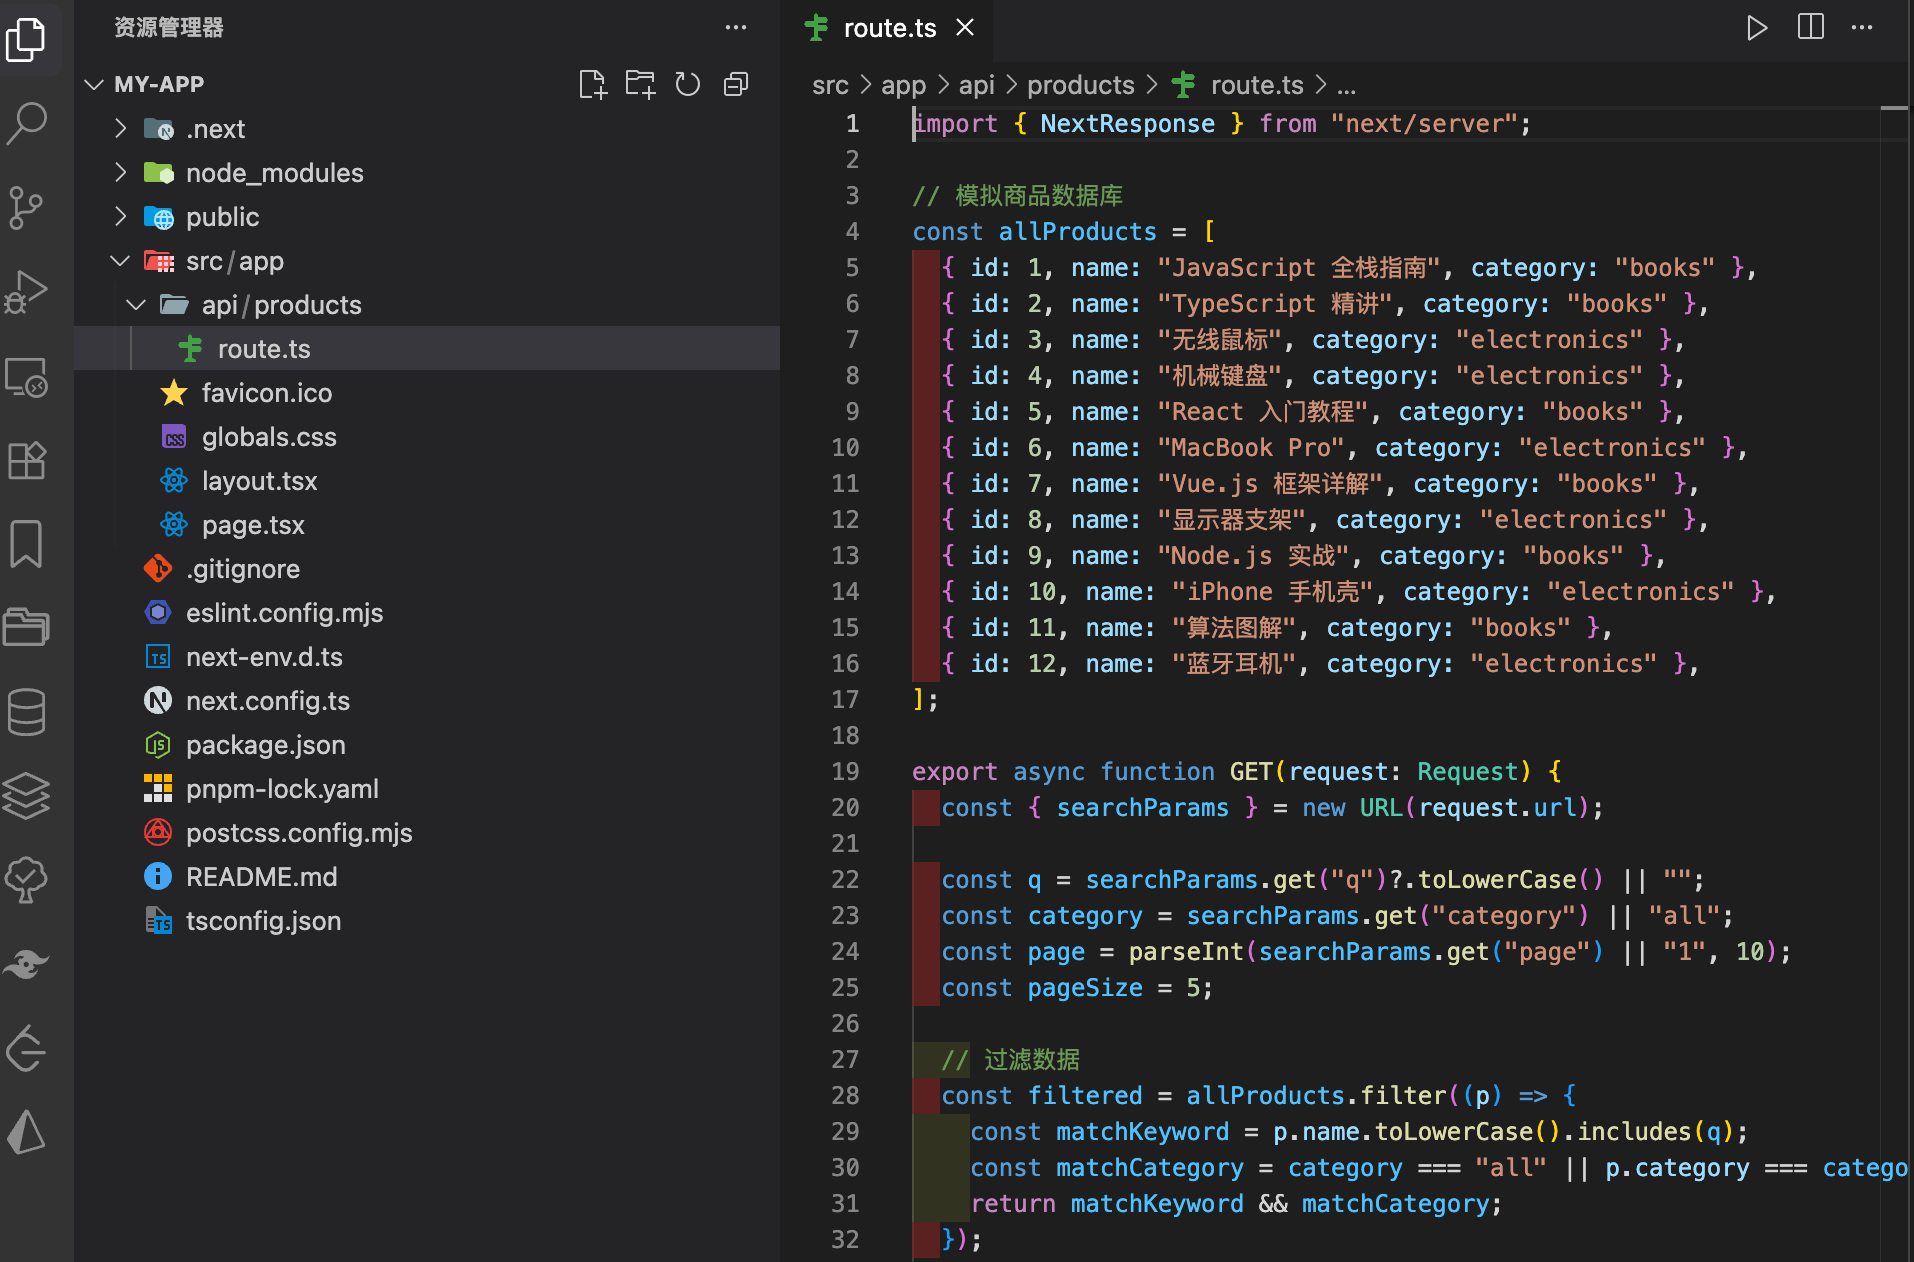 资源管理器
MY-APP
.next
node_modules
public
src/app
api/products
route.ts
favicon.ico
globals.css
layout.tsx
page.tsx
.gitignore
eslint.config.mjs
next-env.d.ts
next.config.ts
package.json
pnpm-lock.yaml
postcss.config.mjs
README.md
tsconfig.json
route.ts
src > app > api > products > route.ts > ...
1 import { NextResponse } from "next/server";
2
3 // 模拟商品数据库
4 const allProducts = [
5 { id: 1, name: "JavaScript 全栈指南", category: "books" },
6 { id: 2, name: "TypeScript 精讲", category: "books" },
7 { id: 3, name: "无线鼠标", category: "electronics" },
8 { id: 4, name: "机械键盘", category: "electronics" },
9 { id: 5, name: "React 入门教程", category: "books" },
10 { id: 6, name: "MacBook Pro", category: "electronics" },
11 { id: 7, name: "Vue.js 框架详解", category: "books" },
12 { id: 8, name: "显示器支架", category: "electronics" },
13 { id: 9, name: "Node.js 实战", category: "books" },
14 { id: 10, name: "iPhone 手机壳", category: "electronics" },
15 { id: 11, name: "算法图解", category: "books" },
16 { id: 12, name: "蓝牙耳机", category: "electronics" },
17 ];
18
19 export async function GET(request: Request) {
20 const { searchParams } = new URL(request.url);
21
22 const q = searchParams.get("q")?.toLowerCase() || "";
23 const category = searchParams.get("category") || "all";
24 const page = parseInt(searchParams.get("page") || "1", 10);
25 const pageSize = 5;
26
27 // 过滤数据
28 const filtered = allProducts.filter((p) => {
29 const matchKeyword = p.name.toLowerCase().includes(q);
30 const matchCategory = category === "all" || p.category === catego
31 return matchKeyword && matchCategory;
32 });